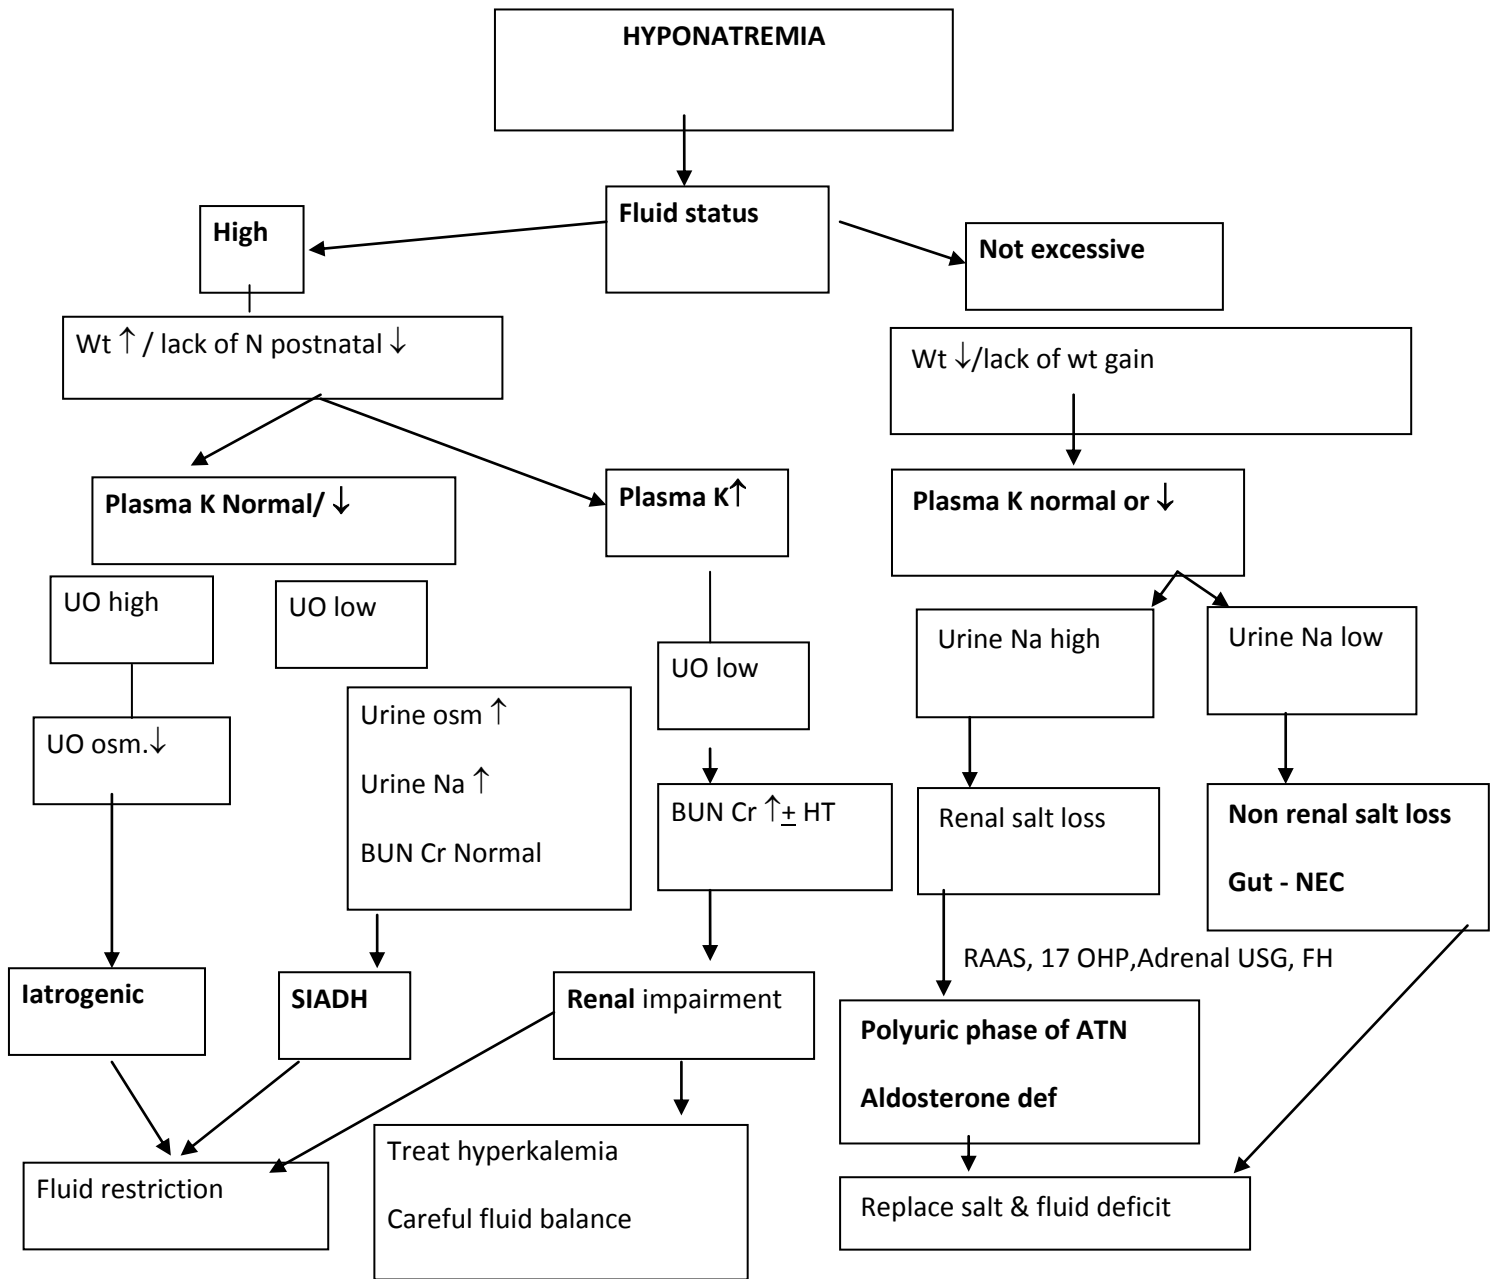 HYPONATREMIA
Fluid status
High
Not excessive
Wt ↑ / lack of N postnatal ↓
Wt ↓/lack of wt gain
Plasma K Normal/ ↓
Plasma K↑
Plasma K normal or ↓
UO high
UO low
UO low
Urine Na high
Urine Na low
UO osm.↓
Urine osm ↑
Urine Na ↑
BUN Cr Normal
BUN Cr ↑± HT
Renal salt loss
Non renal salt loss
Gut - NEC
RAAS, 17 OHP,Adrenal USG, FH
Iatrogenic
SIADH
Renal impairment
Polyuric phase of ATN
Aldosterone def
Fluid restriction
Treat hyperkalemia
Careful fluid balance
Replace salt & fluid deficit